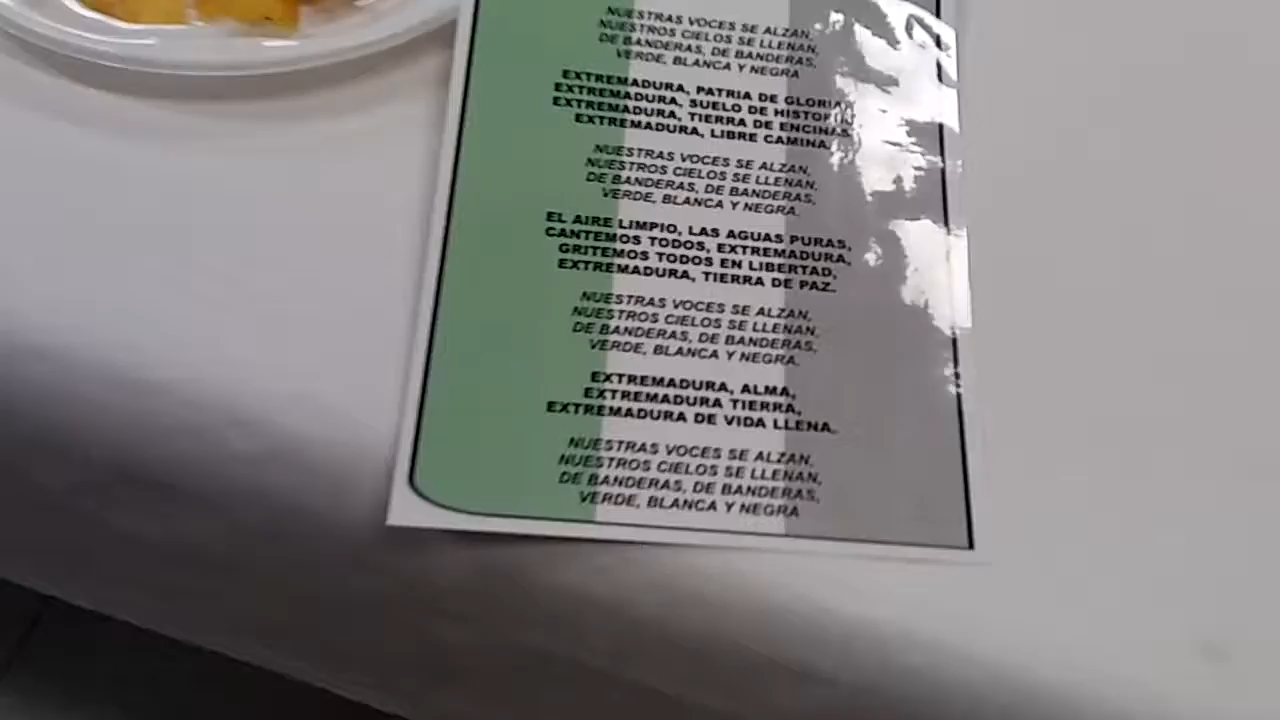 NUESTRAS VOCES SE ALZAN,
NUESTROS CIELOS SE LLENAN,
DE BANDERAS, DE BANDERAS,
VERDE, BLANCA Y NEGRA
EXTREMADURA, PATRIA DE GLORIA
EXTREMADURA, SUELO DE HISTORIA
EXTREMADURA, TIERRA DE ENCINAS
EXTREMADURA, LIBRE CAMINA.
NUESTRAS VOCES SE ALZAN,
NUESTROS CIELOS SE LLENAN,
DE BANDERAS, DE BANDERAS,
VERDE, BLANCA Y NEGRA.
EL AIRE LIMPIO, LAS AGUAS PURAS,
CANTEMOS TODOS, EXTREMADURA,
GRITEMOS TODOS EN LIBERTAD,
EXTREMADURA, TIERRA DE PAZ.
NUESTRAS VOCES SE ALZAN,
NUESTROS CIELOS SE LLENAN,
DE BANDERAS, DE BANDERAS,
VERDE, BLANCA Y NEGRA.
EXTREMADURA, ALMA,
EXTREMADURA TIERRA,
EXTREMADURA DE VIDA LLENA.
NUESTRAS VOCES SE ALZAN,
NUESTROS CIELOS SE LLENAN,
DE BANDERAS, DE BANDERAS,
VERDE, BLANCA Y NEGRA